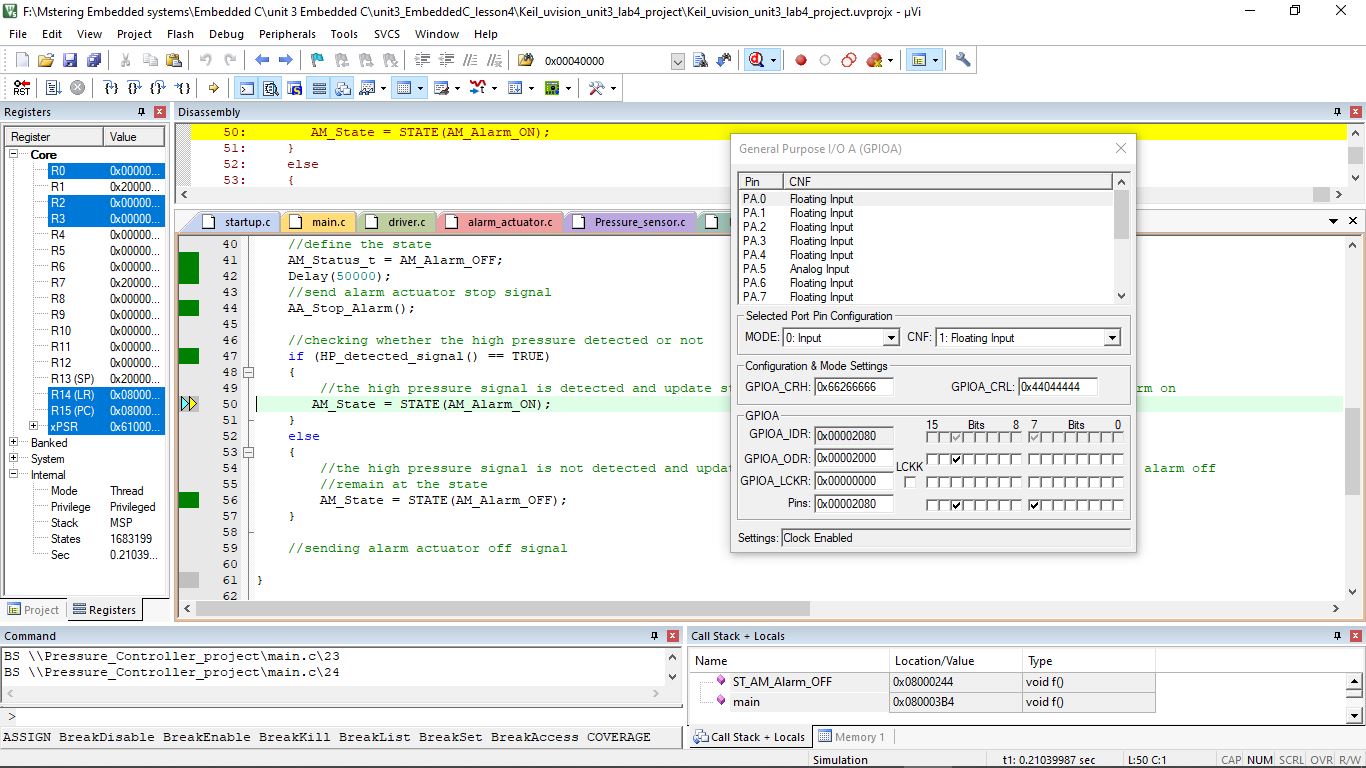 F:\Mstering Embedded systems\Embedded C\unit 3 Embedded C\unit3_EmbededC_lesson4\Keil_uvision_unit3_lab4_project\Keil_uvision_unit3_lab4_project.uvprojx - µVi
File Edit View Project Flash Debug Peripherals Tools SVCS Window Help
0x00040000
RST
Registers
Register Value
Core
R0 0x00000...
R1 0x20000...
R2 0x00000...
R3 0x00000...
R4 0x00000...
R5 0x00000...
R6 0x00000...
R7 0x20000...
R8 0x00000...
R9 0x00000...
R10 0x00000...
R11 0x00000...
R12 0x00000...
R13 (SP) 0x20000...
R14 (LR) 0x08000...
R15 (PC) 0x08000...
xPSR 0x61000...
Banked
System
Internal
Mode Thread
Privilege Privileged
Stack MSP
States 1683199
Sec 0.21039...
Project Registers
Disassembly
50: AM_State = STATE(AM_Alarm_ON);
51: }
52: else
53: {
startup.c main.c driver.c alarm_actuator.c Pressure_sensor.c
40 //define the state
41 AM_Status_t = AM_Alarm_OFF;
42 Delay(50000);
43 //send alarm actuator stop signal
44 AA_Stop_Alarm();
45
46 //checking whether the high pressure detected or not
47 if (HP_detected_signal() == TRUE)
48 {
49 //the high pressure signal is detected and update st rm on
50 AM_State = STATE(AM_Alarm_ON);
51 }
52 else
53 {
54 //the high pressure signal is not detected and updat alarm off
55 //remain at the state
56 AM_State = STATE(AM_Alarm_OFF);
57 }
58
59 //sending alarm actuator off signal
60
61 }
62
General Purpose I/O A (GPIOA)
Pin CNF
PA.0 Floating Input
PA.1 Floating Input
PA.2 Floating Input
PA.3 Floating Input
PA.4 Floating Input
PA.5 Analog Input
PA.6 Floating Input
PA.7 Floating Input
Selected Port Pin Configuration
MODE: 0: Input CNF: 1: Floating Input
Configuration & Mode Settings
GPIOA_CRH: 0x66266666 GPIOA_CRL: 0x44044444
GPIOA
15 Bits 8 7 Bits 0
GPIOA_IDR: 0x00002080
GPIOA_ODR: 0x00002000
LCKK
GPIOA_LCKR: 0x00000000
Pins: 0x00002080
Settings: Clock Enabled
Command
BS \\Pressure_Controller_project\main.c\23
BS \\Pressure_Controller_project\main.c\24
>
ASSIGN BreakDisable BreakEnable BreakKill BreakList BreakSet BreakAccess COVERAGE
Call Stack + Locals
Name Location/Value Type
ST_AM_Alarm_OFF 0x08000244 void f()
main 0x080003B4 void f()
Call Stack + Locals Memory 1
Simulation t1: 0.21039987 sec L:50 C:1 CAP NUM SCRL OVR R/W